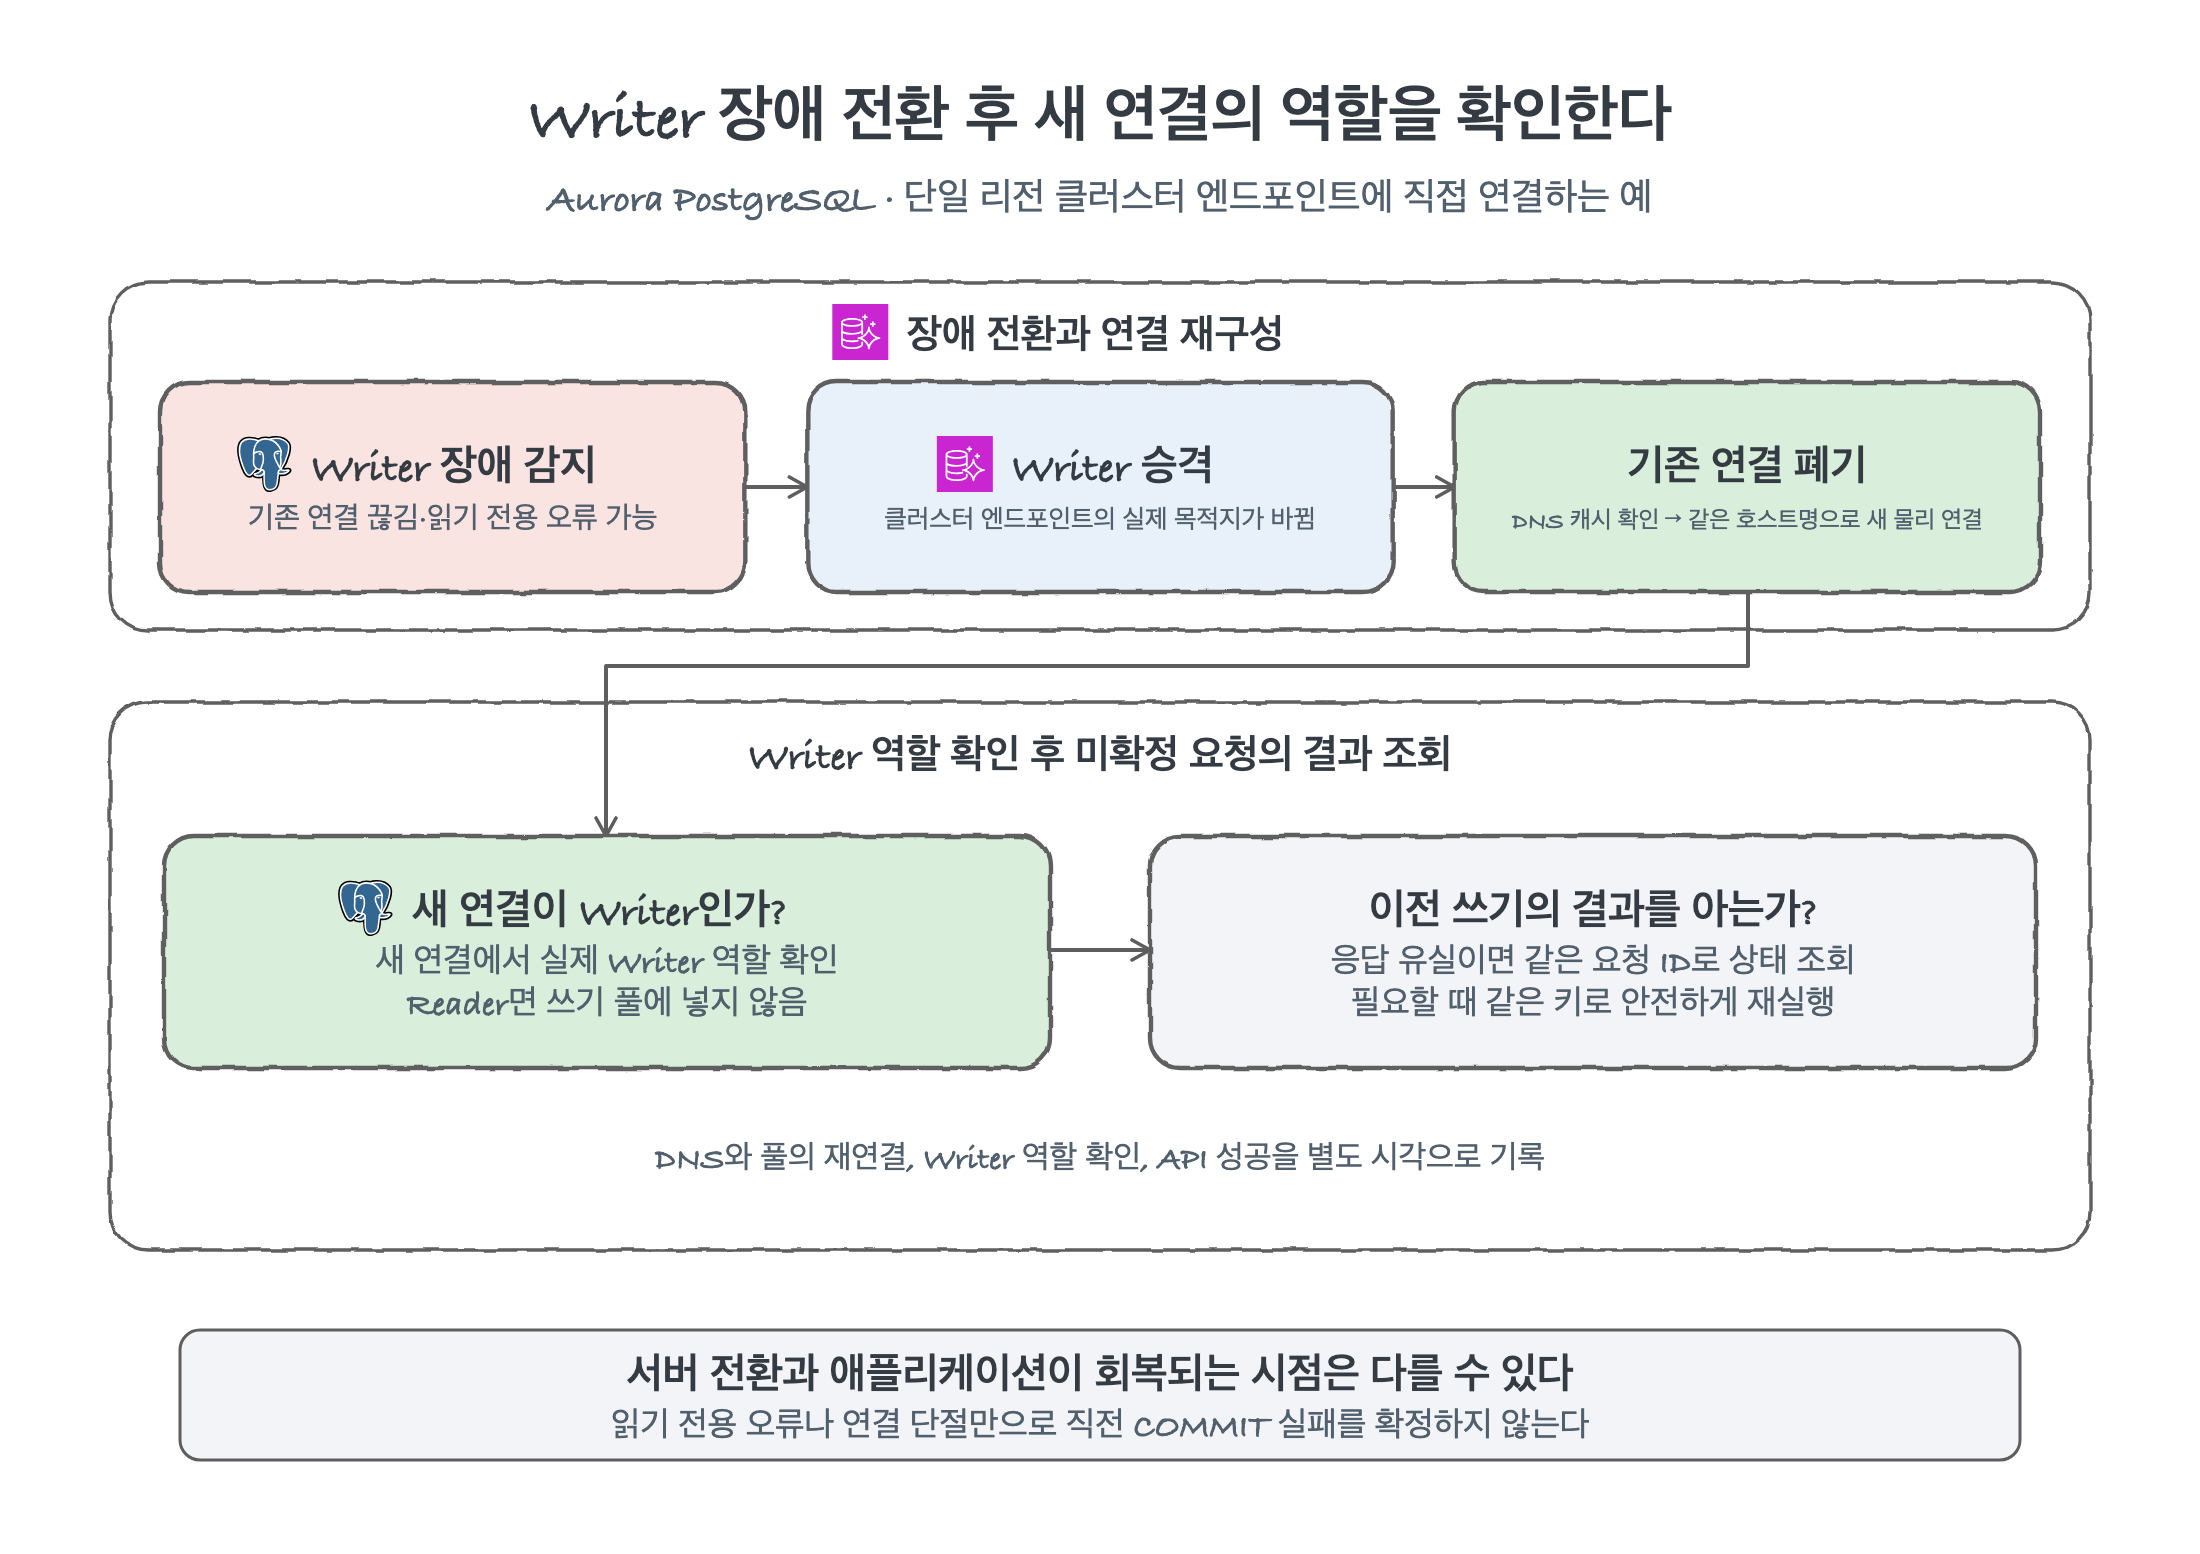 Writer 장애 전환 후 새 연결의 역할을 확인한다
Aurora PostgreSQL · 단일 리전 클러스터 엔드포인트에 직접 연결하는 예
장애 전환과 연결 재구성
Writer 장애 감지
기존 연결 끊김·읽기 전용 오류 가능
Writer 승격
클러스터 엔드포인트의 실제 목적지가 바뀜
기존 연결 폐기
DNS 캐시 확인 → 같은 호스트명으로 새 물리 연결
Writer 역할 확인 후 미확정 요청의 결과 조회
새 연결이 Writer인가?
새 연결에서 실제 Writer 역할 확인
Reader면 쓰기 풀에 넣지 않음
이전 쓰기의 결과를 아는가?
응답 유실이면 같은 요청 ID로 상태 조회
필요할 때 같은 키로 안전하게 재실행
DNS와 풀의 재연결, Writer 역할 확인, API 성공을 별도 시각으로 기록
서버 전환과 애플리케이션이 회복되는 시점은 다를 수 있다
읽기 전용 오류나 연결 단절만으로 직전 COMMIT 실패를 확정하지 않는다